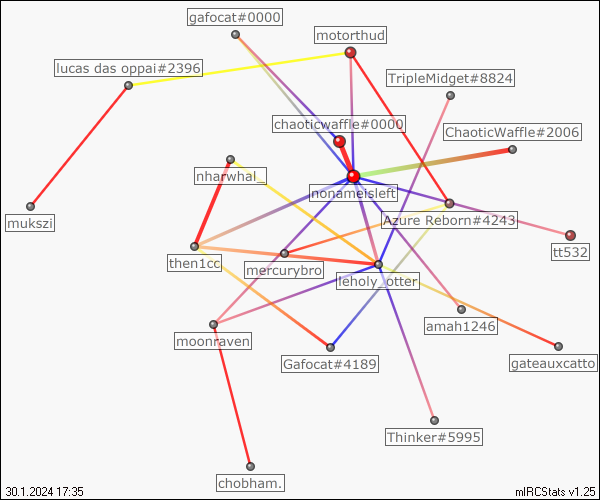 gafocat#0000
motorthud
lucas das oppai#2396
TripleMidget#8824
chaoticwaffle#0000
ChaoticWaffle#2006
nharwhal_
nonameisleft
mukszi
Azure Reborn#4243
then1cc
mercurybro
tt532
leholy_otter
amah1246
moonraven
Gafocat#4189
gateauxcatto
Thinker#5995
chobham.
30.1.2024 17:35
mIRCStats v1.25